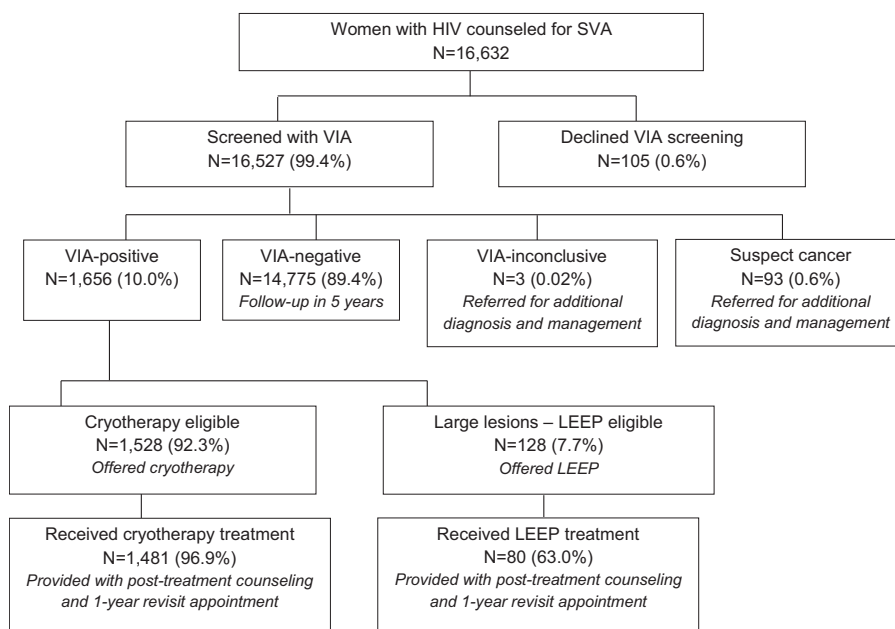 Women with HIV counseled for SVA
N=16,632
Screened with VIA
N=16,527 (99.4%)
Declined VIA screening
N=105 (0.6%)
VIA-positive
N=1,656 (10.0%)
VIA-negative
N=14,775 (89.4%)
Follow-up in 5 years
VIA-inconclusive
N=3 (0.02%)
Referred for additional
diagnosis and management
Suspect cancer
N=93 (0.6%)
Referred for additional
diagnosis and management
Cryotherapy eligible
N=1,528 (92.3%)
Offered cryotherapy
Large lesions – LEEP eligible
N=128 (7.7%)
Offered LEEP
Received cryotherapy treatment
N=1,481 (96.9%)
Provided with post-treatment counseling
and 1-year revisit appointment
Received LEEP treatment
N=80 (63.0%)
Provided with post-treatment counseling
and 1-year revisit appointment